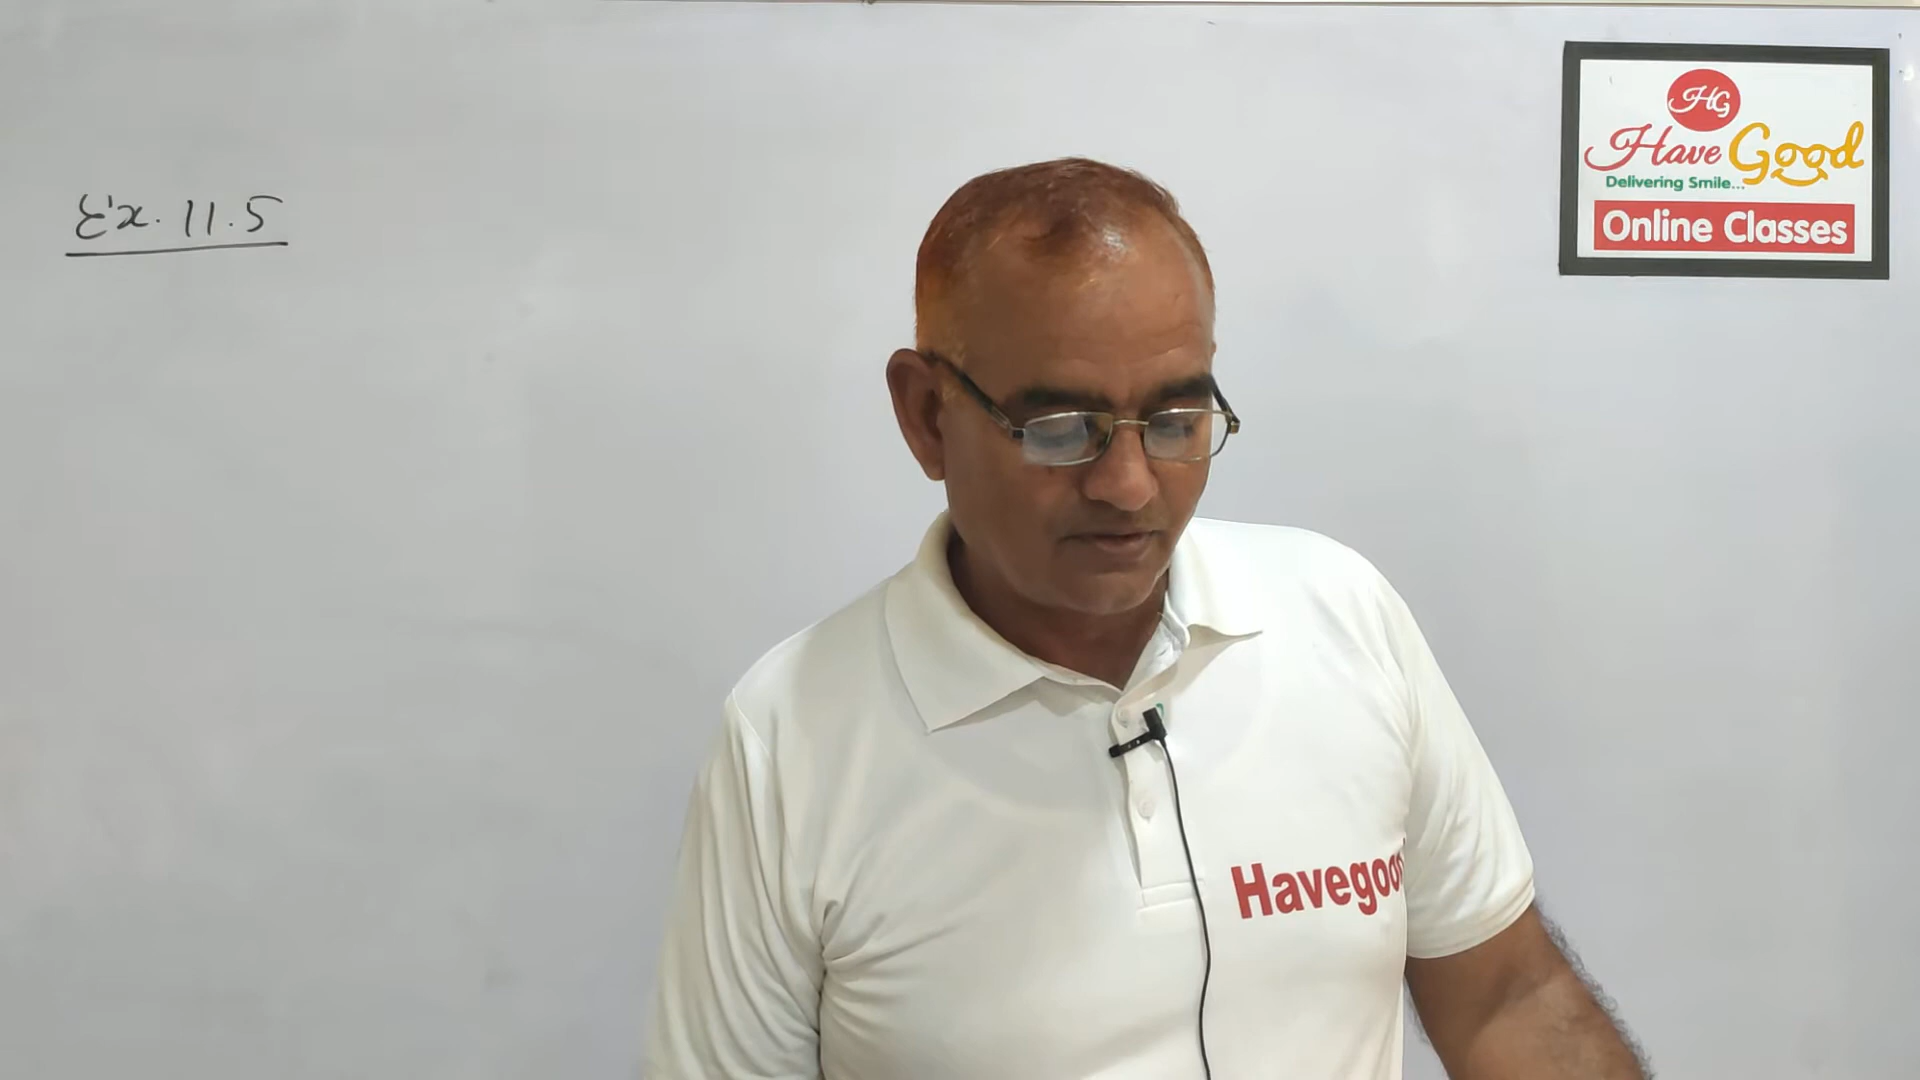 Ex. 11.5
HG
Have Good
Delivering Smile...
Online Classes
Havegoo